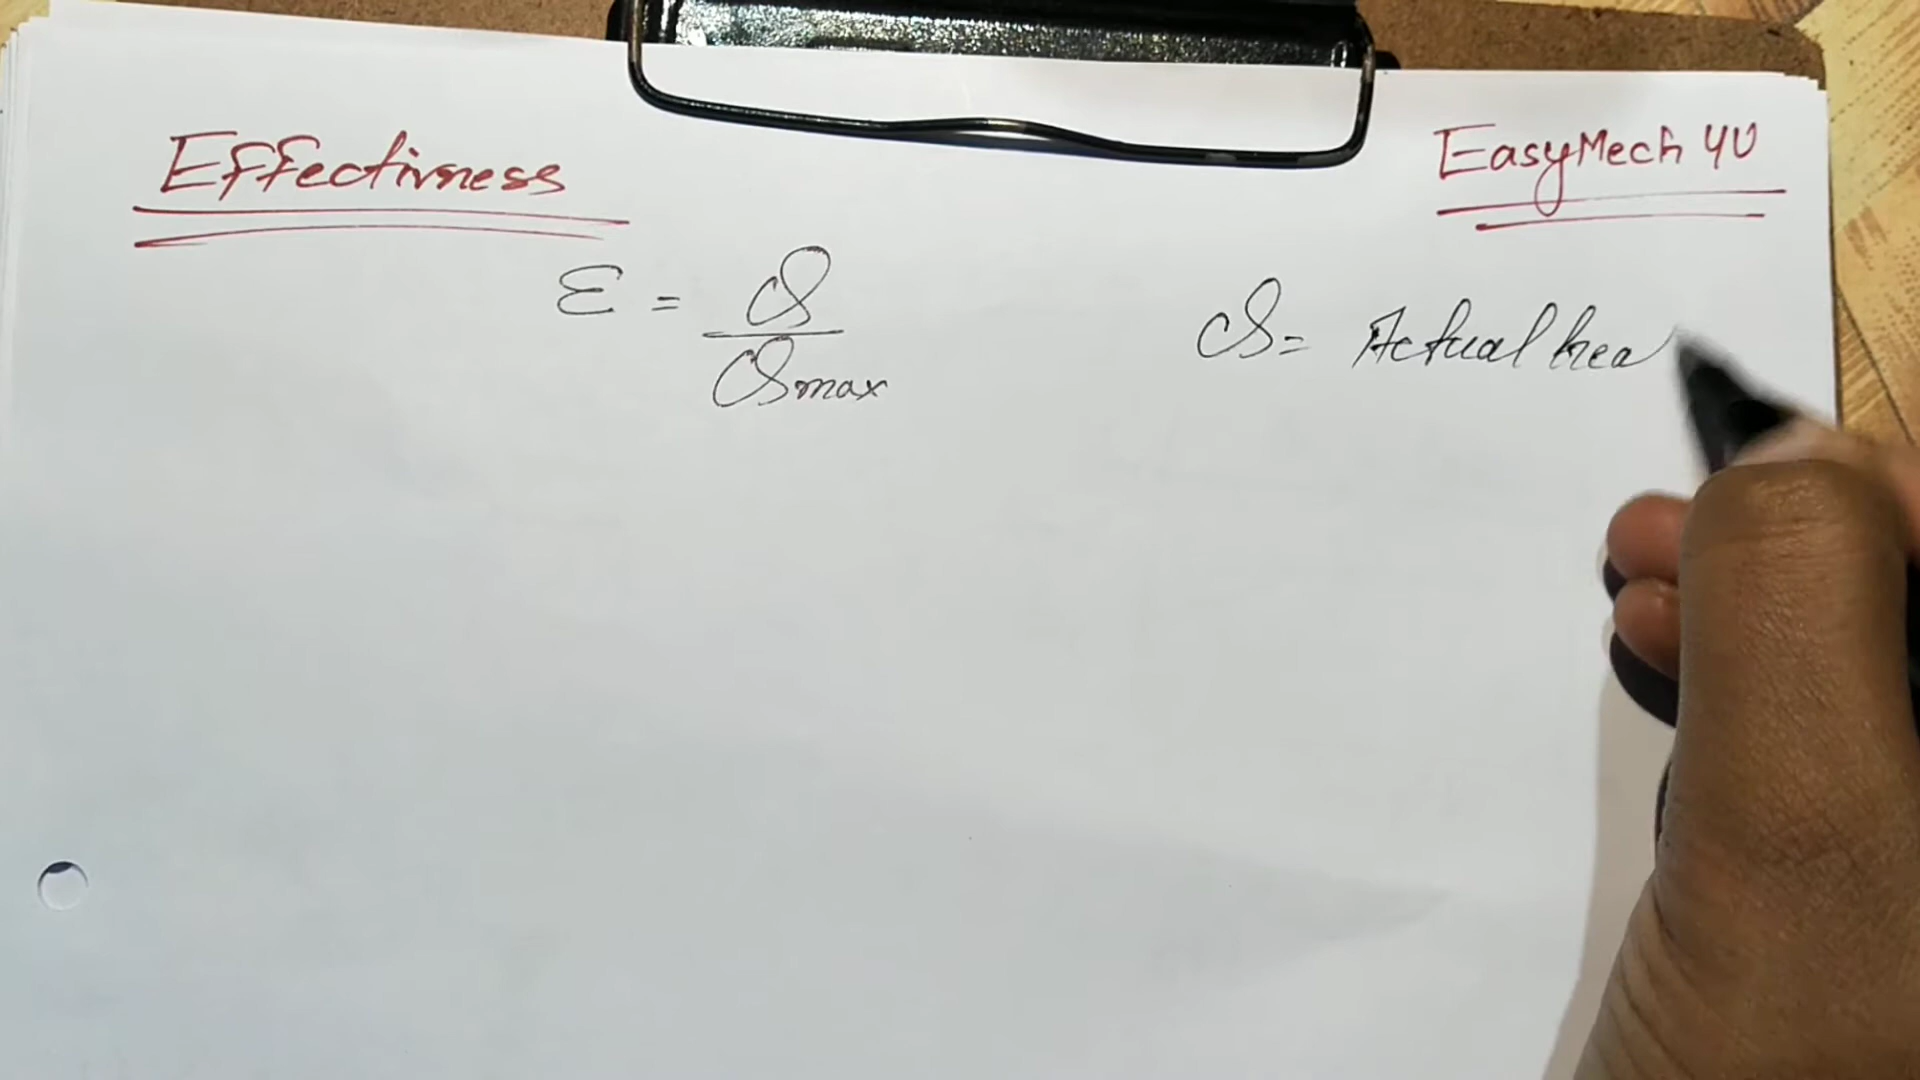 Effectivness
EasyMech 4U
ε = Q / Qmax
Q = Actual hea